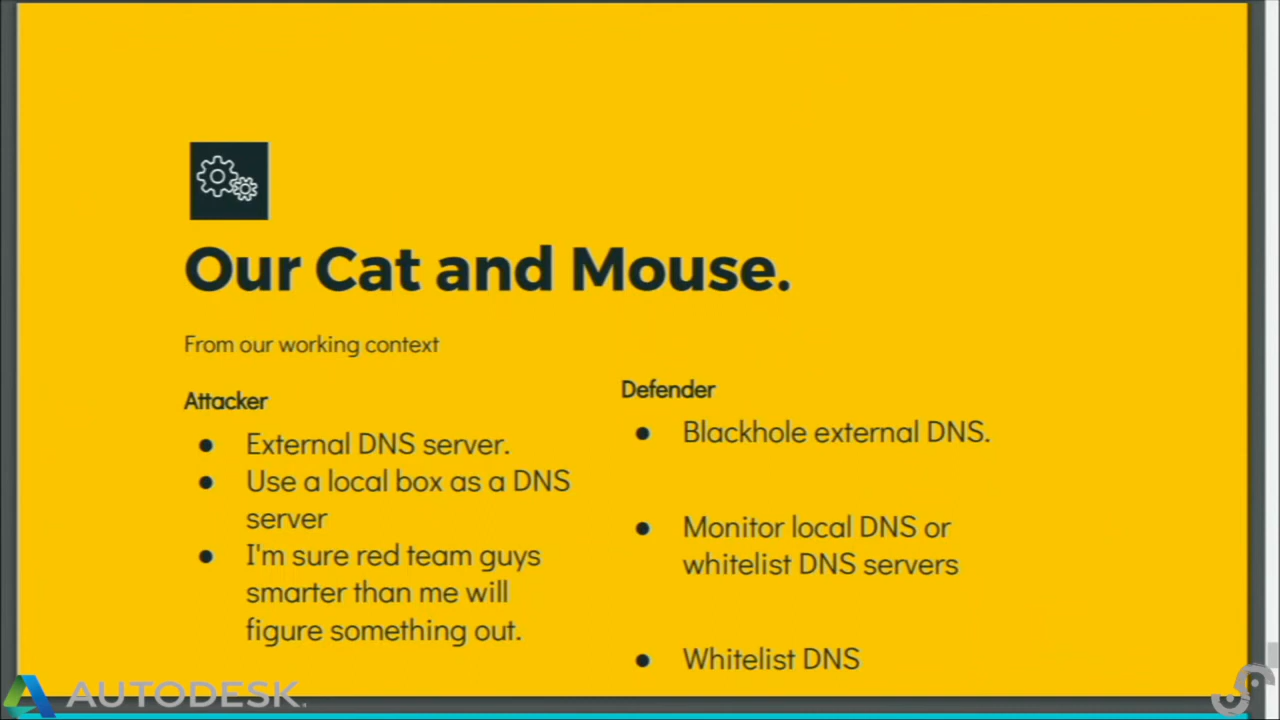 Our Cat and Mouse.
From our working context
Attacker
● External DNS server.
● Use a local box as a DNS
server
● I'm sure red team guys
smarter than me will
figure something out.
Defender
● Blackhole external DNS.
● Monitor local DNS or
whitelist DNS servers
● Whitelist DNS
AUTODESK.